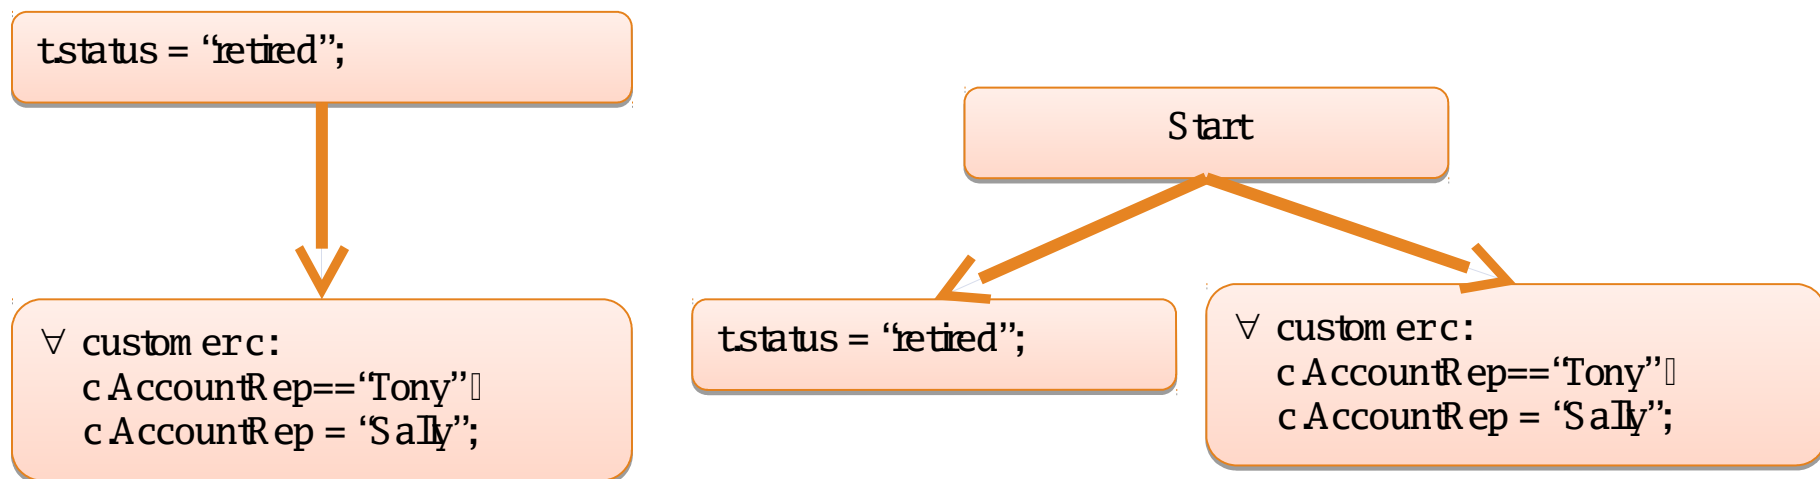 t.status = “retired”;
∀ customer c:
c.AccountRep==“Tony” 
c.AccountRep = “Sally”;
Start
t.status = “retired”;
∀ customer c:
c.AccountRep==“Tony” 
c.AccountRep = “Sally”;